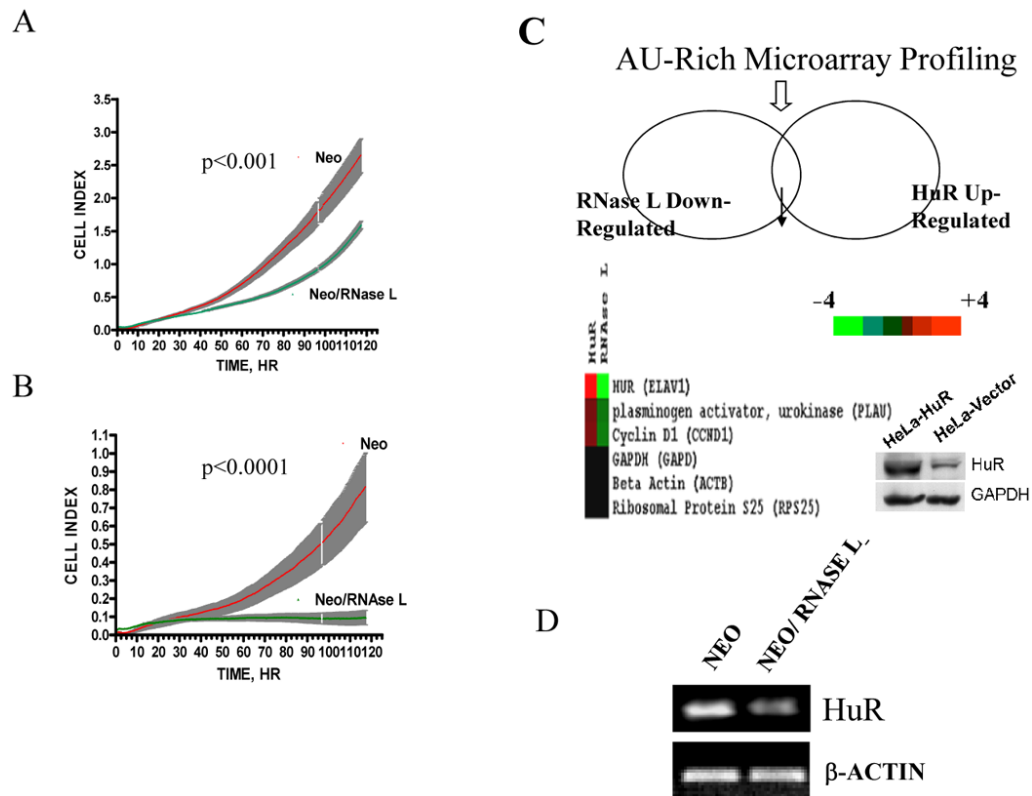 A
3.5
3.0
2.5
2.0
1.5
1.0
0.5
0.0
CELL INDEX
p<0.001
Neo
Neo/RNase L
0 10 20 30 40 50 60 70 80 90 100 110 120
TIME, HR
B
1.1
1.0
0.9
0.8
0.7
0.6
0.5
0.4
0.3
0.2
0.1
0.0
CELL INDEX
p<0.0001
Neo
Neo/RNAse L
0 10 20 30 40 50 60 70 80 90 100 110 120
TIME, HR
C
AU-Rich Microarray Profiling
RNase L Down-
Regulated
HuR Up-
Regulated
-4
+4
HuR
RNAse L
HUR (ELAV1)
plasminogen activator, urokinase (PLAU)
Cyclin D1 (CCND1)
GAPDH (GAPD)
Beta Actin (ACTB)
Ribosomal Protein S25 (RPS25)
HeLa-HuR
HeLa-Vector
HuR
GAPDH
D
NEO
NEO/ RNASE L
HuR
β-ACTIN